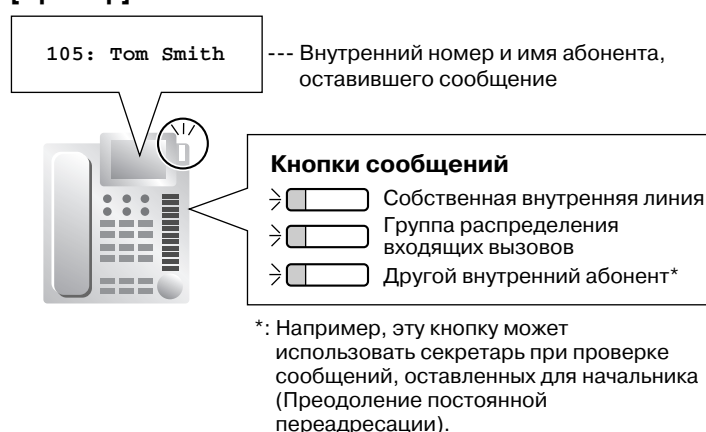 105: Tom Smith
--- Внутренний номер и имя абонента,
оставившего сообщение
Кнопки сообщений
Собственная внутренняя линия
Группа распределения
входящих вызовов
Другой внутренний абонент*
*: Например, эту кнопку может
использовать секретарь при проверке
сообщений, оставленных для начальника
(Преодоление постоянной
переадресации).